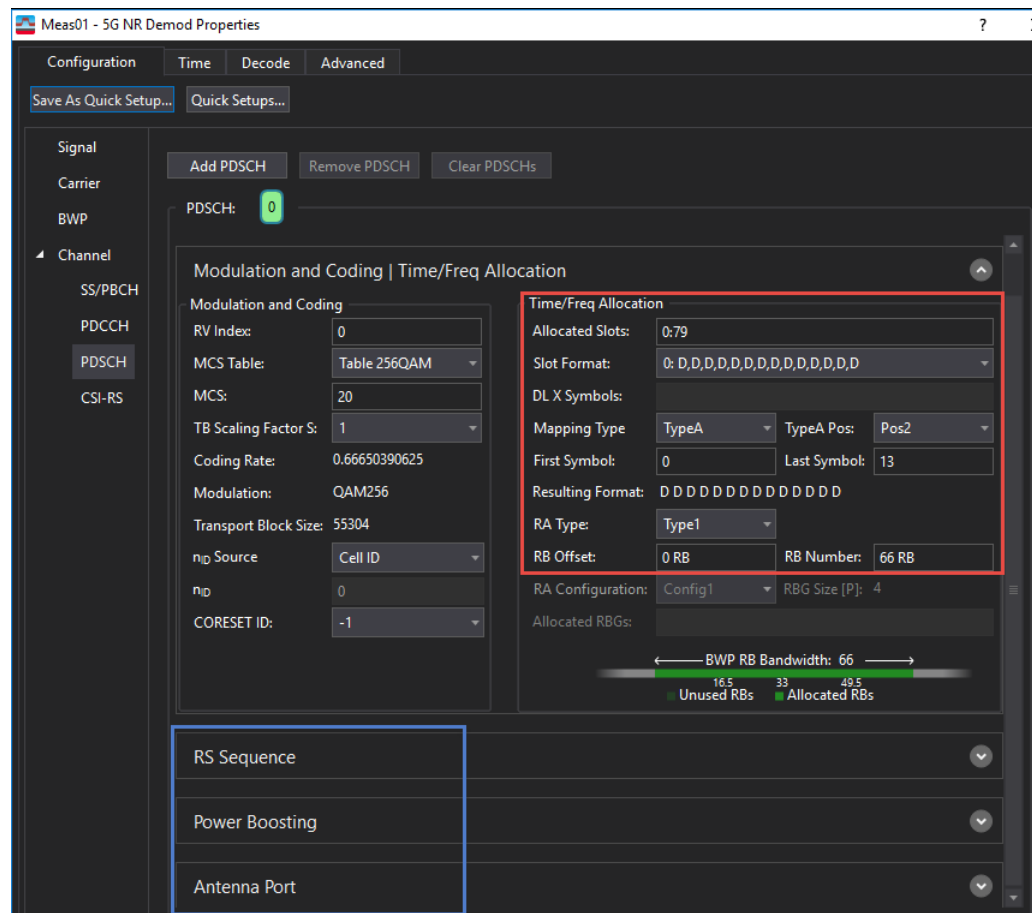 Meas01 - 5G NR Demod Properties ?
Configuration Time Decode Advanced
Save As Quick Setup... Quick Setups...
Signal
Carrier
BWP
Channel
SS/PBCH
PDCCH
PDSCH
CSI-RS
Add PDSCH Remove PDSCH Clear PDSCHs
PDSCH: 0
Modulation and Coding | Time/Freq Allocation
Modulation and Coding
RV Index: 0
MCS Table: Table 256QAM
MCS: 20
TB Scaling Factor S: 1
Coding Rate: 0.66650390625
Modulation: QAM256
Transport Block Size: 55304
nID Source Cell ID
nID 0
CORESET ID: -1
Time/Freq Allocation
Allocated Slots: 0:79
Slot Format: 0: D,D,D,D,D,D,D,D,D,D,D,D,D,D
DL X Symbols:
Mapping Type TypeA TypeA Pos: Pos2
First Symbol: 0 Last Symbol: 13
Resulting Format: D D D D D D D D D D D D D D
RA Type: Type1
RB Offset: 0 RB RB Number: 66 RB
RA Configuration: Config1 RBG Size [P]: 4
Allocated RBGs:
BWP RB Bandwidth: 66
16.5 33 49.5
Unused RBs Allocated RBs
RS Sequence
Power Boosting
Antenna Port